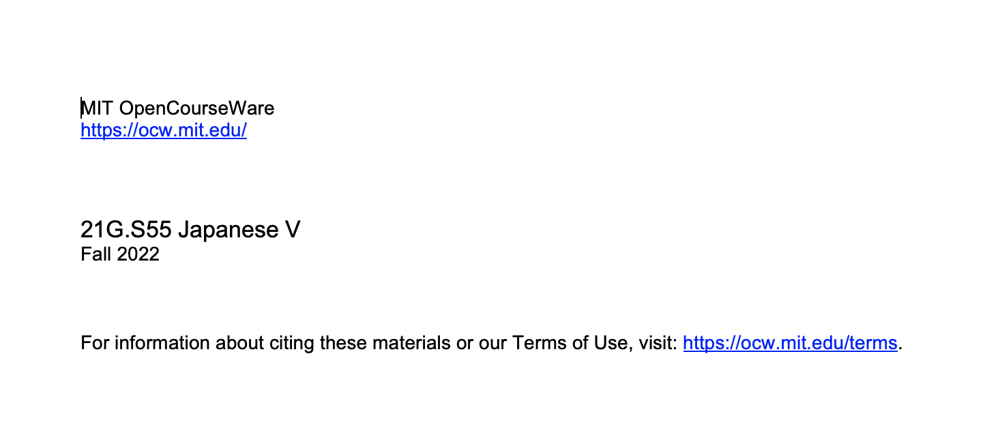 MIT OpenCourseWare
https://ocw.mit.edu/
21G.S55 Japanese V
Fall 2022
For information about citing these materials or our Terms of Use, visit: https://ocw.mit.edu/terms.